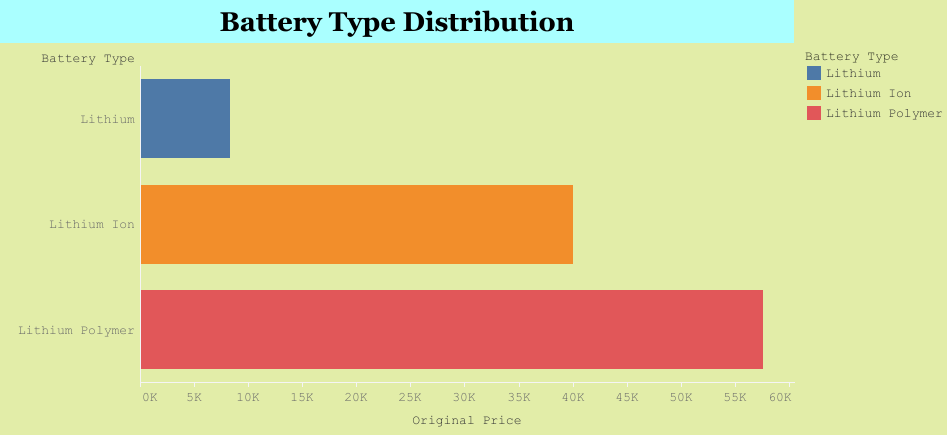 Battery Type Distribution
Battery Type
Lithium
Lithium Ion
Lithium Polymer
0K 5K 10K 15K 20K 25K 30K 35K 40K 45K 50K 55K 60K
Original Price
Battery Type
Lithium
Lithium Ion
Lithium Polymer